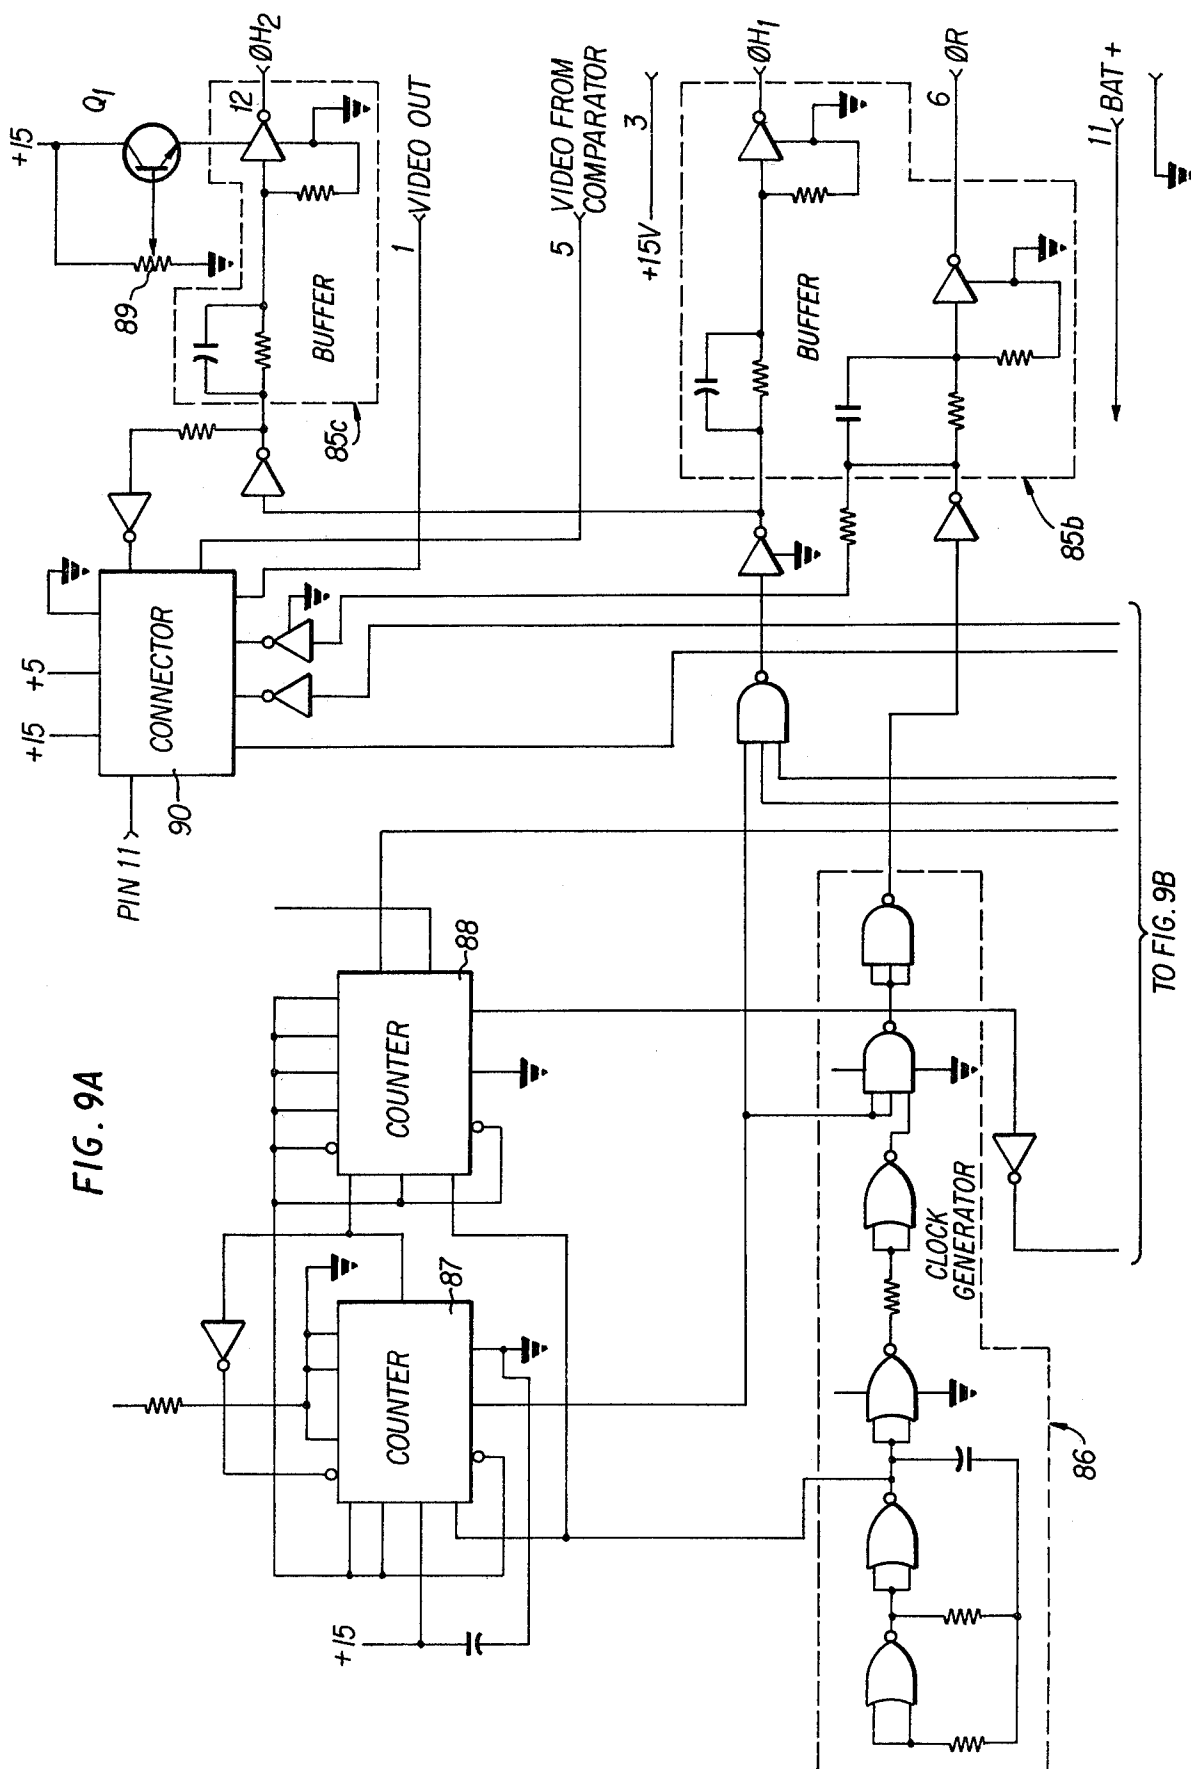 FIG. 9A
+15
Q1
12
ØH2
89
BUFFER
85c
1
VIDEO OUT
5
VIDEO FROM
COMPARATOR
+15V
3
ØH1
BUFFER
6
ØR
85b
11
BAT +
+15
+5
CONNECTOR
90
PIN 11
COUNTER
88
COUNTER
87
+15
CLOCK
GENERATOR
86
TO FIG. 9B